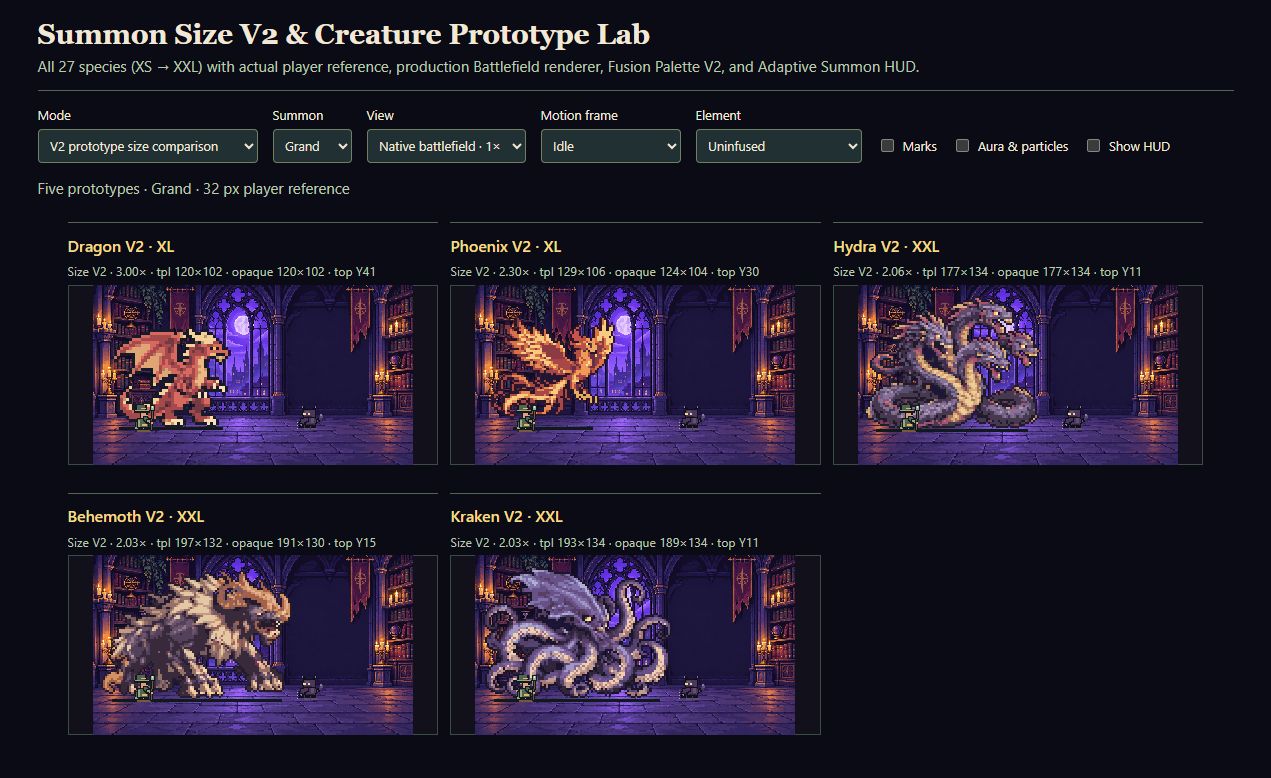 Summon Size V2 & Creature Prototype Lab
All 27 species (XS → XXL) with actual player reference, production Battlefield renderer, Fusion Palette V2, and Adaptive Summon HUD.
Mode Summon View Motion frame Element
V2 prototype size comparison Grand Native battlefield · 1× Idle Uninfused Marks Aura & particles Show HUD
Five prototypes · Grand · 32 px player reference
Dragon V2 · XL
Size V2 · 3.00× · tpl 120×102 · opaque 120×102 · top Y41
Phoenix V2 · XL
Size V2 · 2.30× · tpl 129×106 · opaque 124×104 · top Y30
Hydra V2 · XXL
Size V2 · 2.06× · tpl 177×134 · opaque 177×134 · top Y11
Behemoth V2 · XXL
Size V2 · 2.03× · tpl 197×132 · opaque 191×130 · top Y15
Kraken V2 · XXL
Size V2 · 2.03× · tpl 193×134 · opaque 189×134 · top Y11